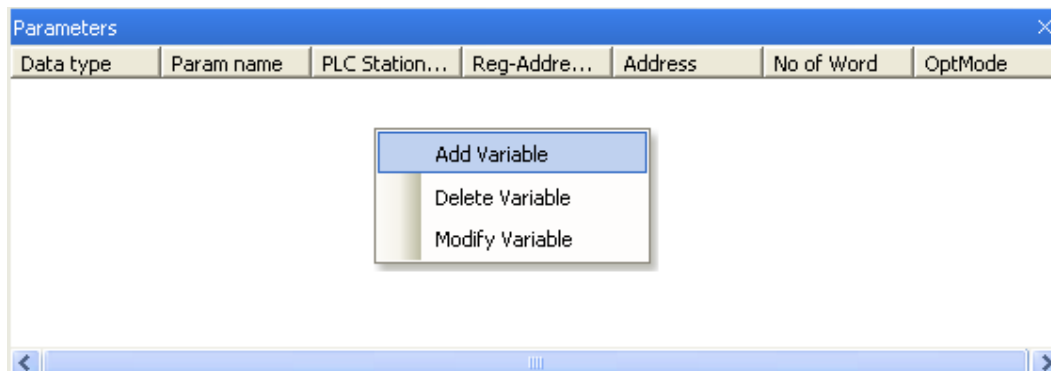 Parameters
Data type Param name PLC Station... Reg-Addre... Address No of Word OptMode
Add Variable
Delete Variable
Modify Variable